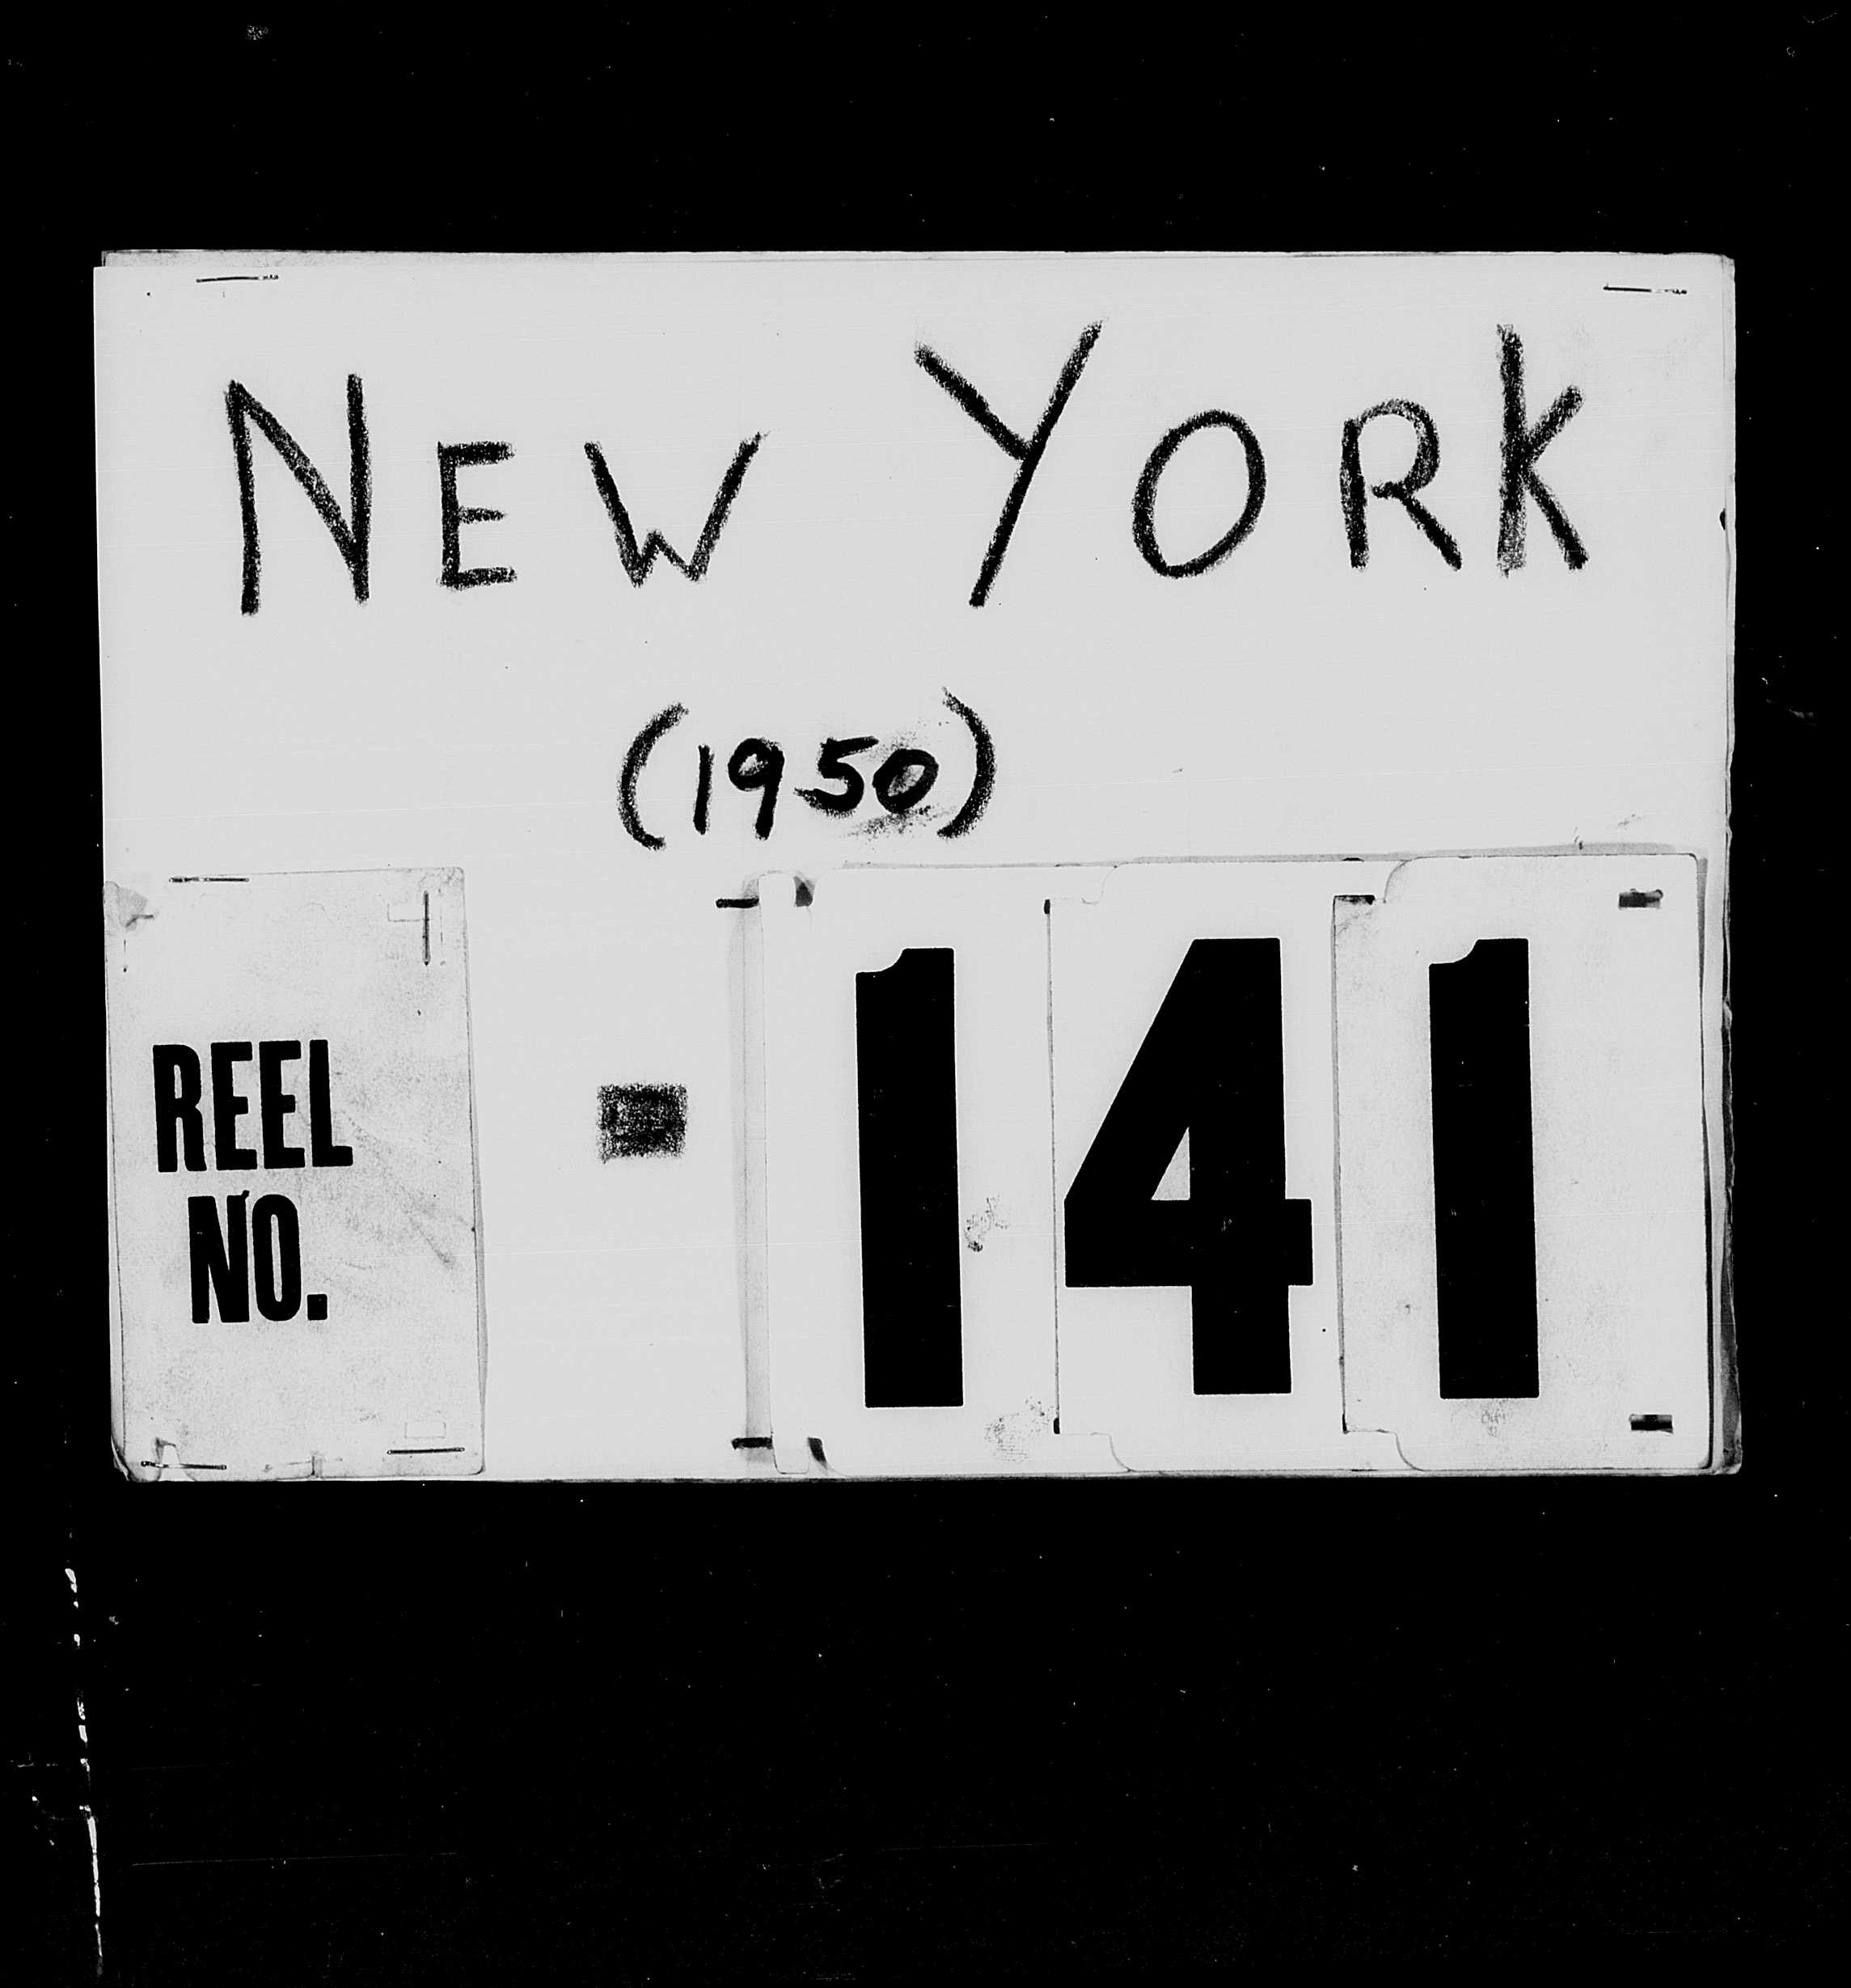 NEW YORK
(1950)
REEL
NO.
- 141